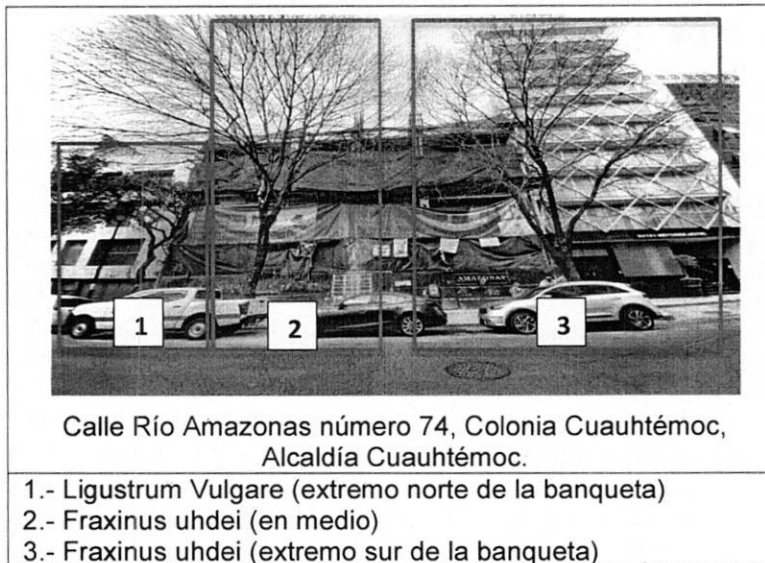 AMAZONAS
1
2
3
Calle Río Amazonas número 74, Colonia Cuauhtémoc,
Alcaldía Cuauhtémoc.
1.- Ligustrum Vulgare (extremo norte de la banqueta)
2.- Fraxinus uhdei (en medio)
3.- Fraxinus uhdei (extremo sur de la banqueta)